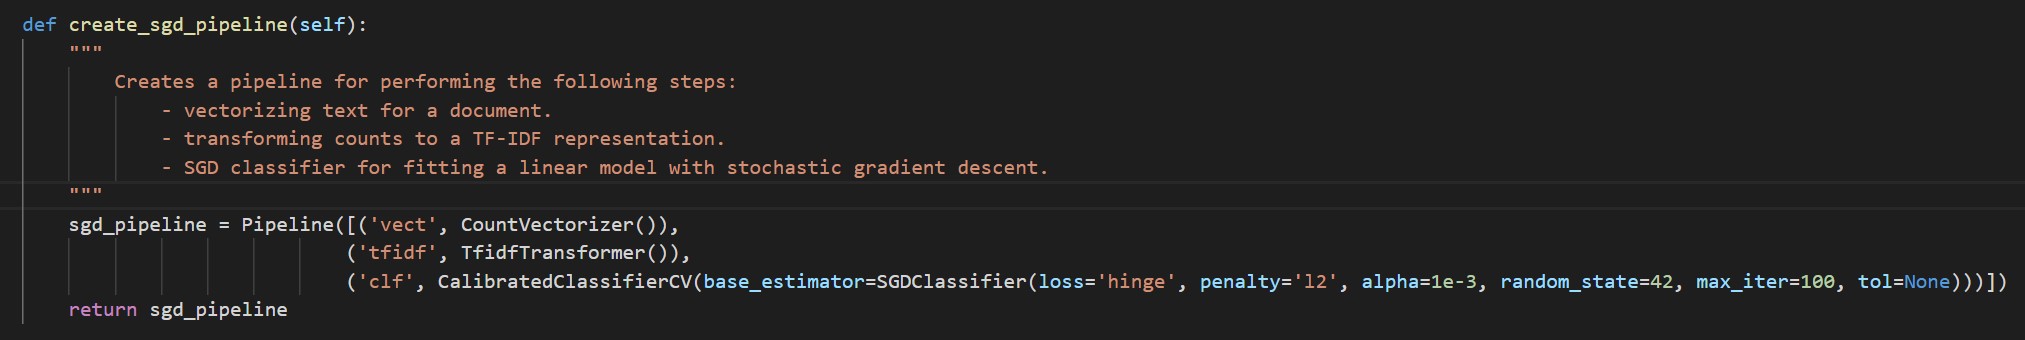 def create_sgd_pipeline(self):
"""
Creates a pipeline for performing the following steps:
- vectorizing text for a document.
- transforming counts to a TF-IDF representation.
- SGD classifier for fitting a linear model with stochastic gradient descent.
"""
sgd_pipeline = Pipeline([('vect', CountVectorizer()),
('tfidf', TfidfTransformer()),
('clf', CalibratedClassifierCV(base_estimator=SGDClassifier(loss='hinge', penalty='l2', alpha=1e-3, random_state=42, max_iter=100, tol=None)))])
return sgd_pipeline